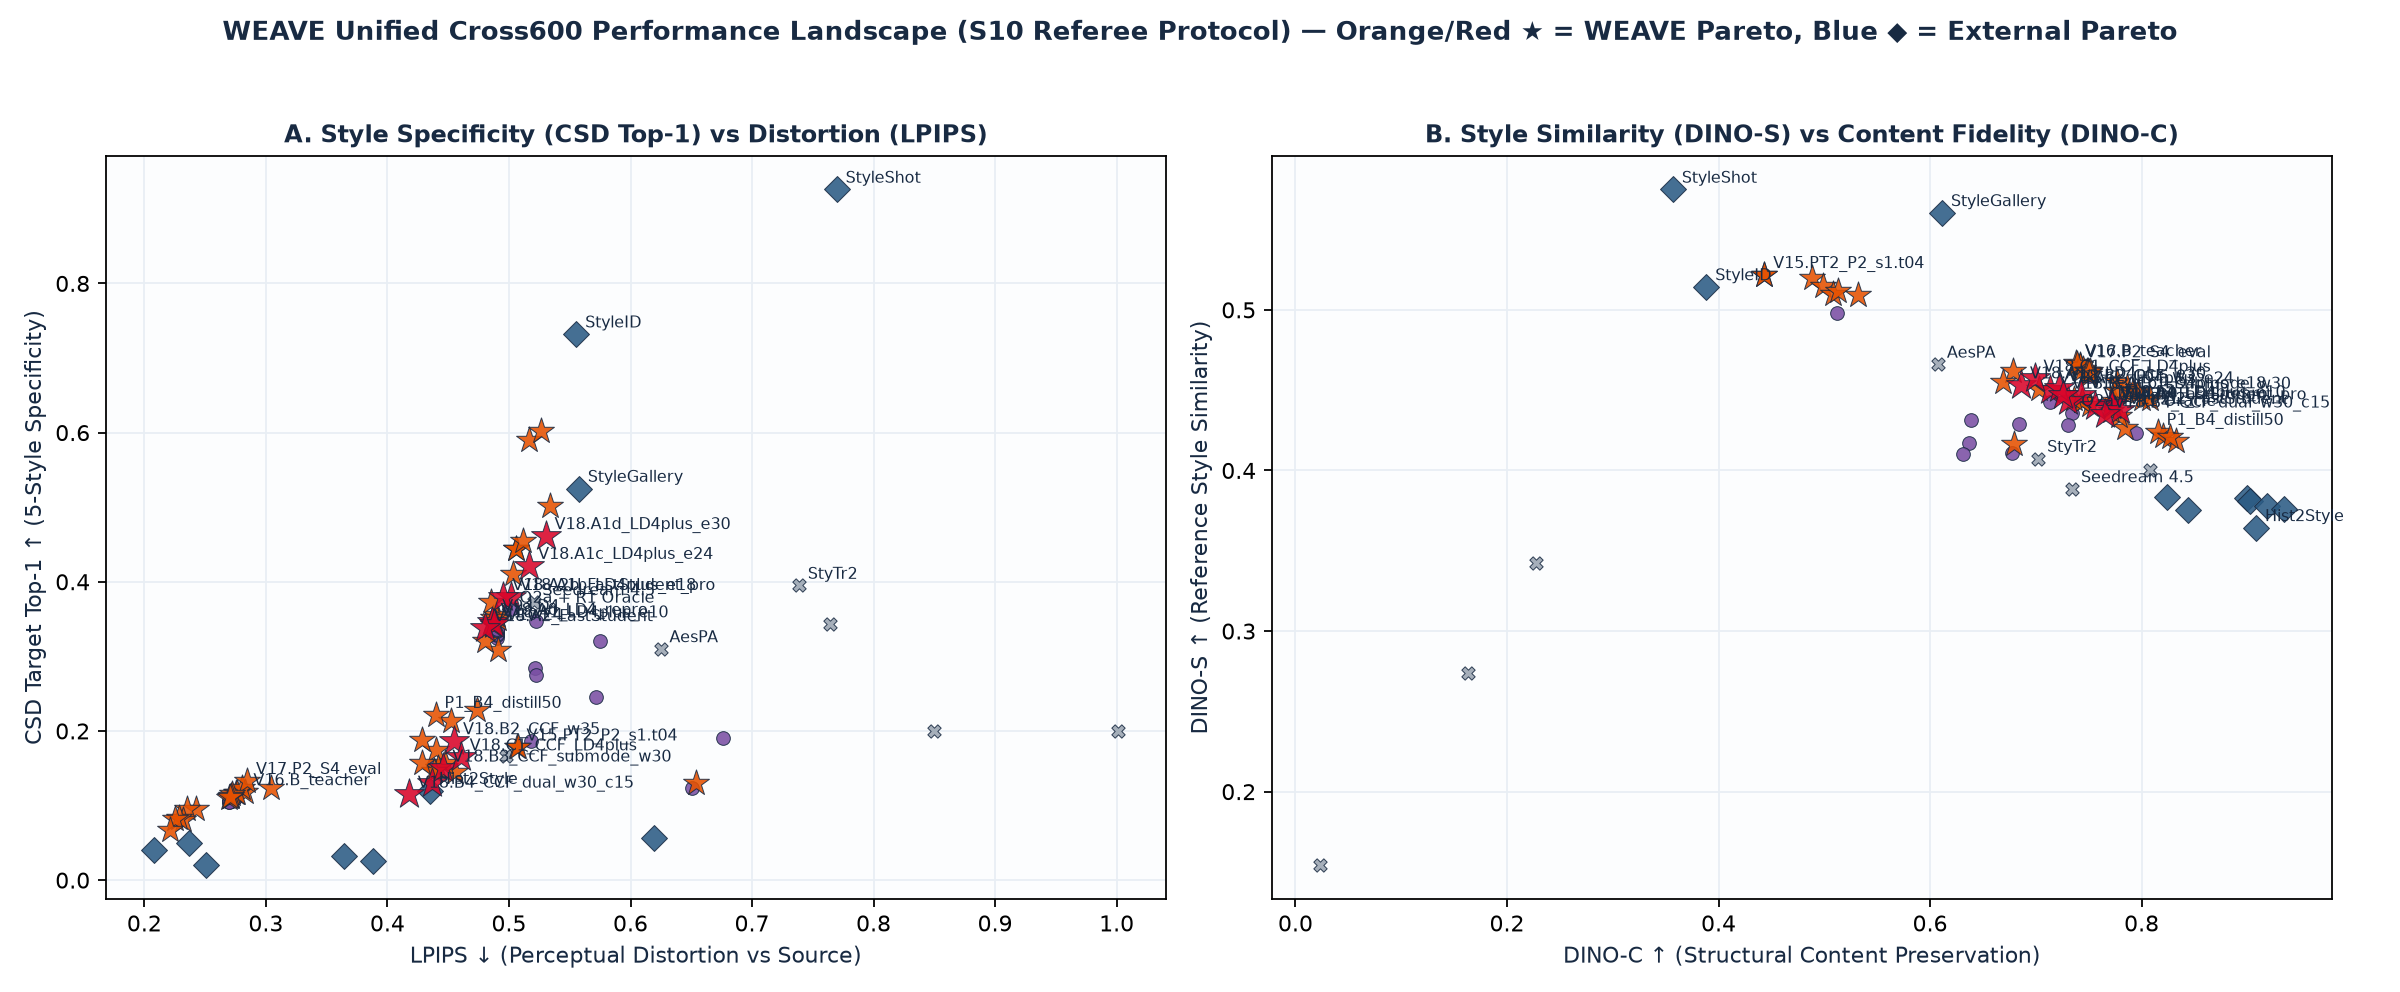 WEAVE Unified Cross600 Performance Landscape (S10 Referee Protocol) — Orange/Red ★ = WEAVE Pareto, Blue ◆ = External Pareto
A. Style Specificity (CSD Top-1) vs Distortion (LPIPS)
CSD Target Top-1 ↑ (5-Style Specificity)
0.8
0.6
0.4
0.2
0.0
StyleShot
StyleID
StyleGallery
V18.A1d_LD4plus_e30
V18.A1c_LD4plus_e24
StyTr2
AesPA
P1_B4_distill50
V18.B2_CCF_w35
V15.PT2_P2_s1.t04
V18.B3_CCF_submode_w30
V17.P2_S4_eval
V16.B_teacher
Hist2Style
V18.B4_CCF_dual_w30_c15
0.2 0.3 0.4 0.5 0.6 0.7 0.8 0.9 1.0
LPIPS ↓ (Perceptual Distortion vs Source)
B. Style Similarity (DINO-S) vs Content Fidelity (DINO-C)
DINO-S ↑ (Reference Style Similarity)
0.5
0.4
0.3
0.2
StyleShot
StyleGallery
V15.PT2_P2_s1.t04
AesPA
P1_B4_distill50
StyTr2
Seedream 4.5
Hist2Style
0.0 0.2 0.4 0.6 0.8
DINO-C ↑ (Structural Content Preservation)